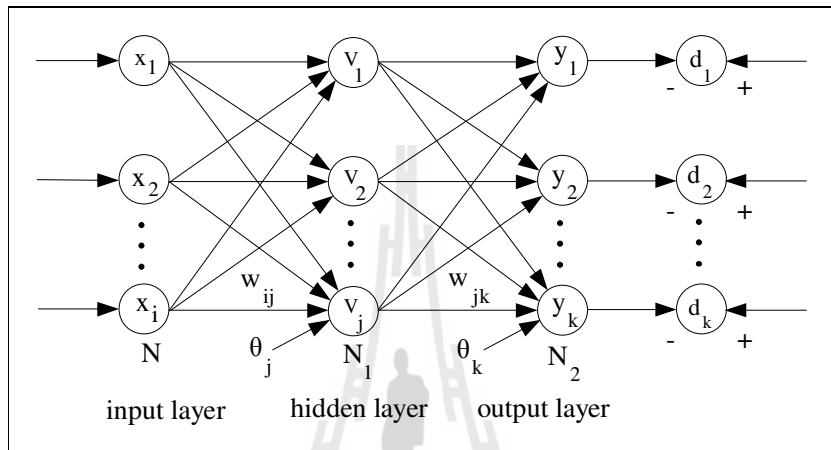 x1 v1 y1 d1
- +
x2 v2 y2 d2
- +
wij wjk
xi vj yk dk
- +
N θj N1 θk N2
input layer hidden layer output layer